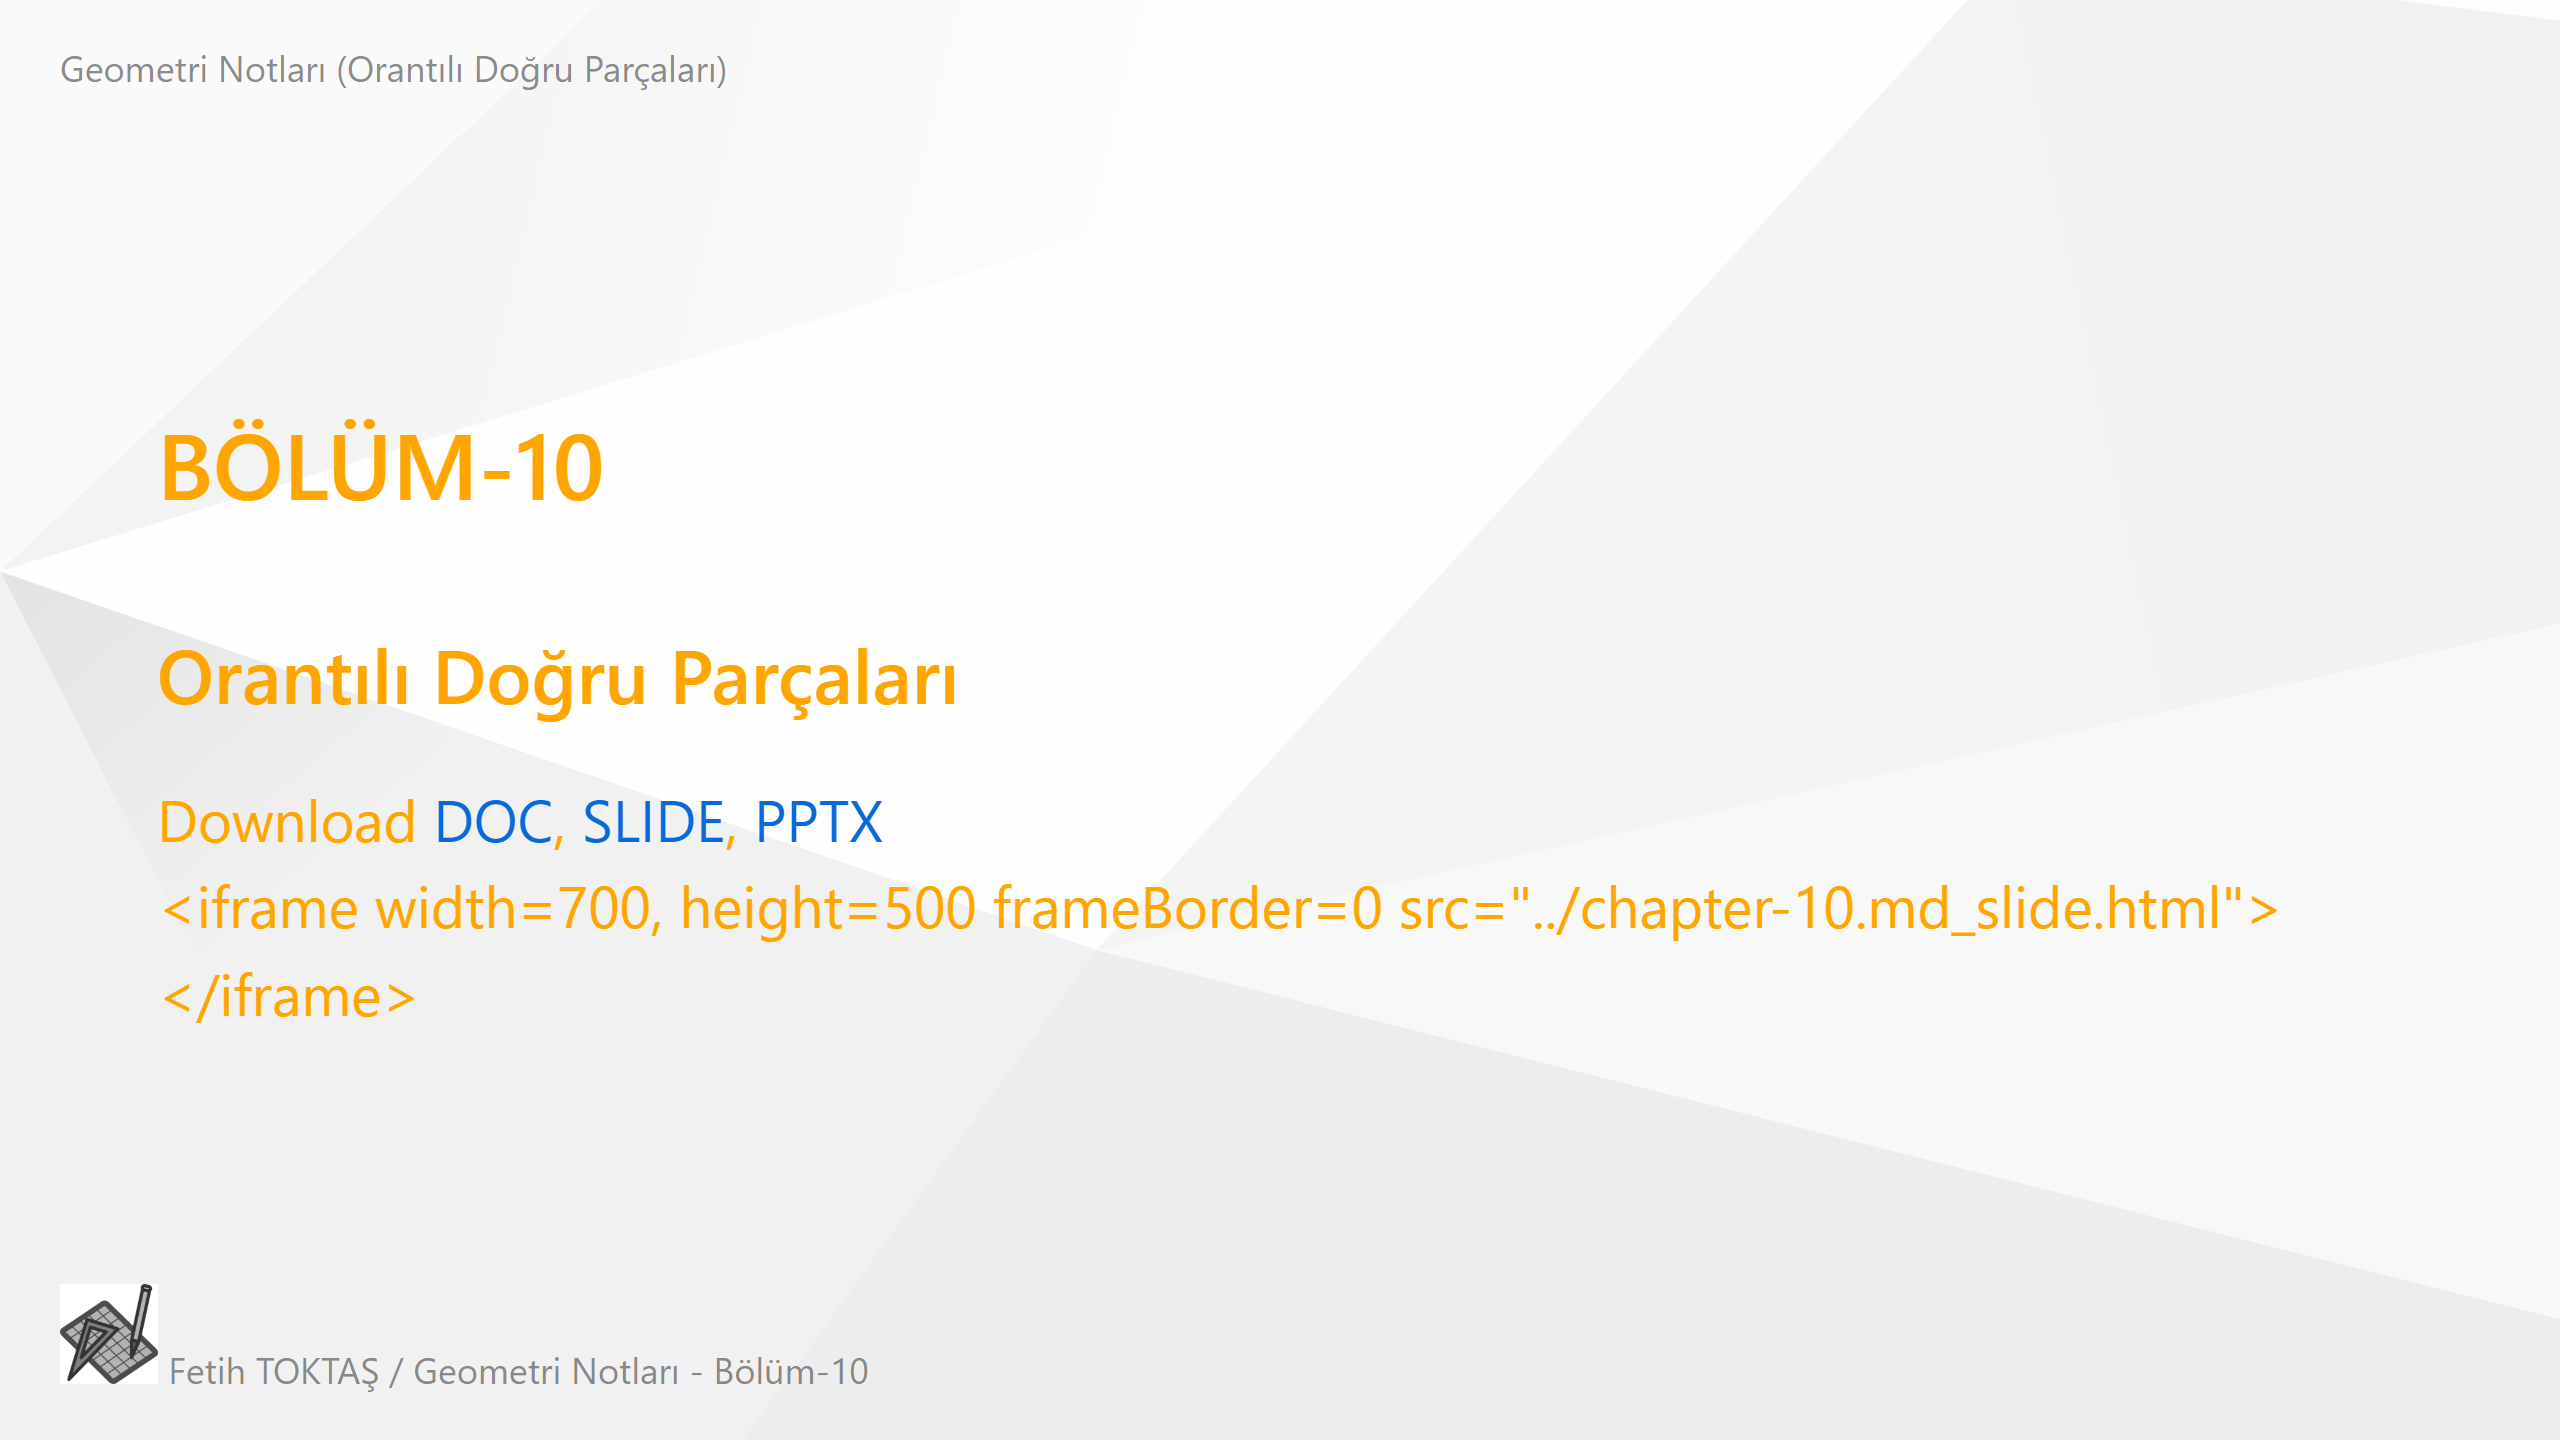 Geometri Notları (Orantılı Doğru Parçaları)
BÖLÜM-10
Orantılı Doğru Parçaları
Download DOC, SLIDE, PPTX
<iframe width=700, height=500 frameBorder=0 src="../chapter-10.md_slide.html">
</iframe>
Fetih TOKTAŞ / Geometri Notları - Bölüm-10